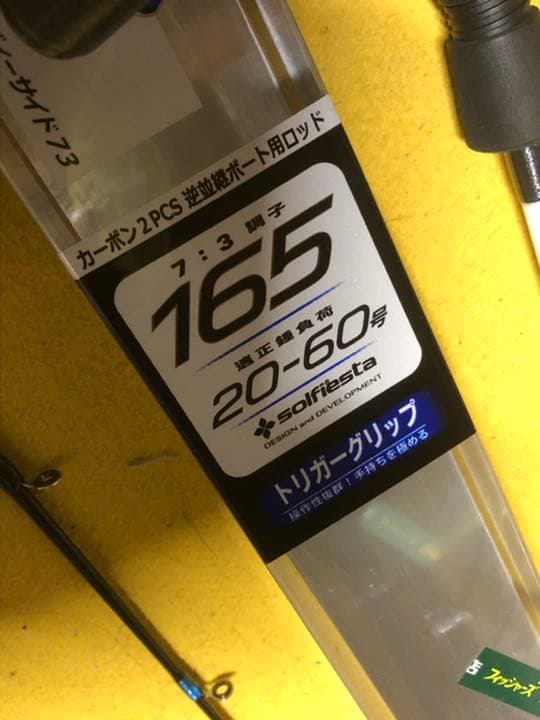 ーサイド73
カーボン2PCS 逆並継ボート用ロッド
7:3調子
165
適正錘負荷
20-60号
solfiesta
DESIGN and DEVELOPMENT
トリガーグリップ
操作性抜群!手持ちを極める
店 フィッシャーズ